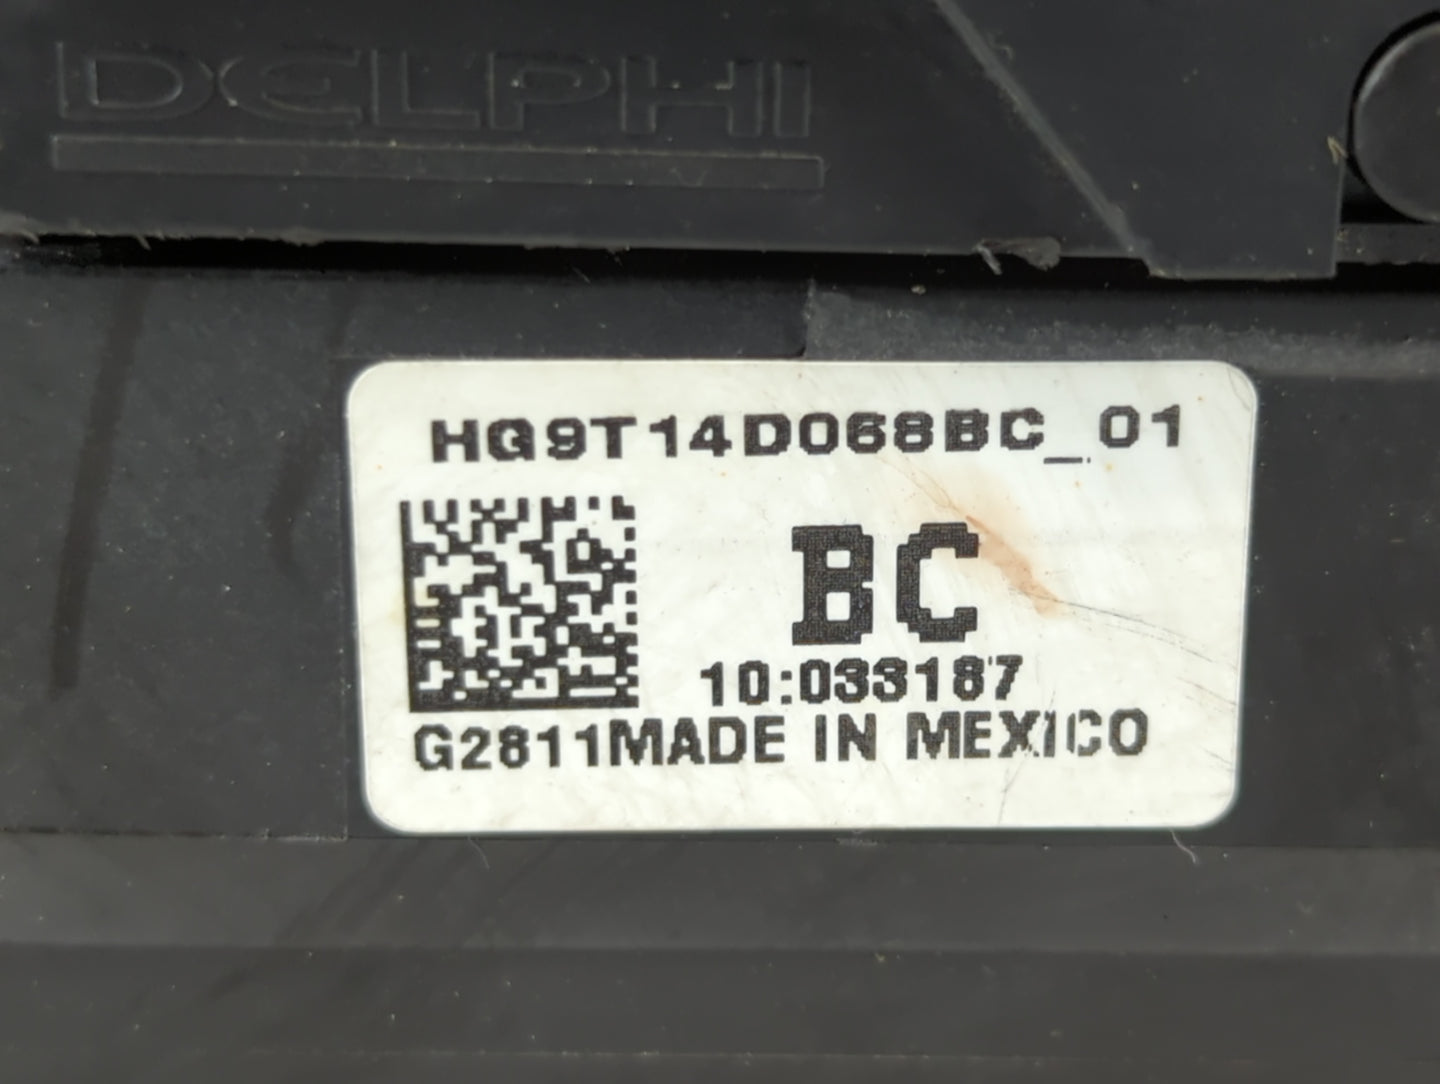 DELPHI
HG9T14D068BC_01
BC
10:033187
G2811MADE IN MEXICO